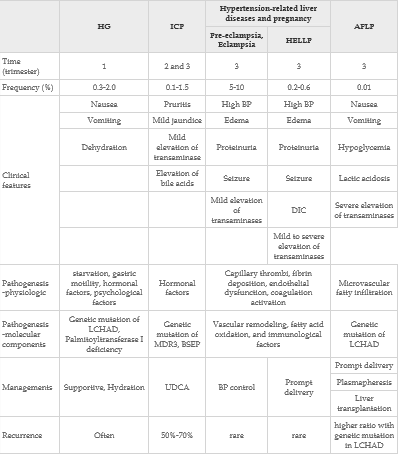 Hypertension-related liver
diseases and pregnancy
HG ICP AFLP
Pre-eclampsia,
Eclampsia
HELLP
Time
(trimester)
1 2 and 3 3 3 3
Frequency (%) 0.3-2.0 0.1-1.5 5-10 0.2-0.6 0.01
Clinical
features
Nausea Pruritis High BP High BP Nausea
Vomiting Mild jaundice Edema Edema Vomiting
Dehydration
Mild
elevation of
transaminase
Proteinuria Proteinuria Hypoglycemia
Elevation of
bile acids
Seizure Seizure Lactic acidosis
Mild elevation
of
transaminases
DIC
Severe elevation
of transaminases
Mild to severe
elevation of
transaminases
Pathogenesis
-physiologic
starvation, gastric
motility, hormonal
factors, psychological
factors
Hormonal
factors
Capillary thrombi, fibrin
deposition, endothelial
dysfunction, coagulation
activation
Microvascular
fatty infiltration
Pathogenesis
-molecular
components
Genetic mutation of
LCHAD,
Palmitoyltransferase I
deficiency
Genetic
mutation of
MDR3, BSEP
Vascular remodeling, fatty acid
oxidation, and immunological
factors
Genetic
mutation of
LCHAD
Managements Supportive, Hydration UDCA BP control
Prompt
delivery
Prompt delivery
Plasmapheresis
Liver
transplantation
Recurrence Often 50%-70% rare rare
higher ratio with
genetic mutation
in LCHAD